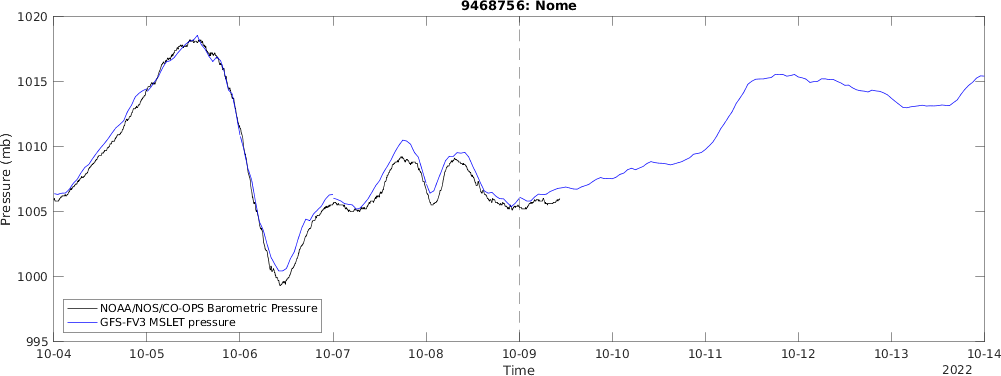 9468756: Nome
1020
1015
1010
1005
1000
995
Pressure (mb)
NOAA/NOS/CO-OPS Barometric Pressure
GFS-FV3 MSLET pressure
10-04 10-05 10-06 10-07 10-08 10-09 10-10 10-11 10-12 10-13 10-14
Time
2022